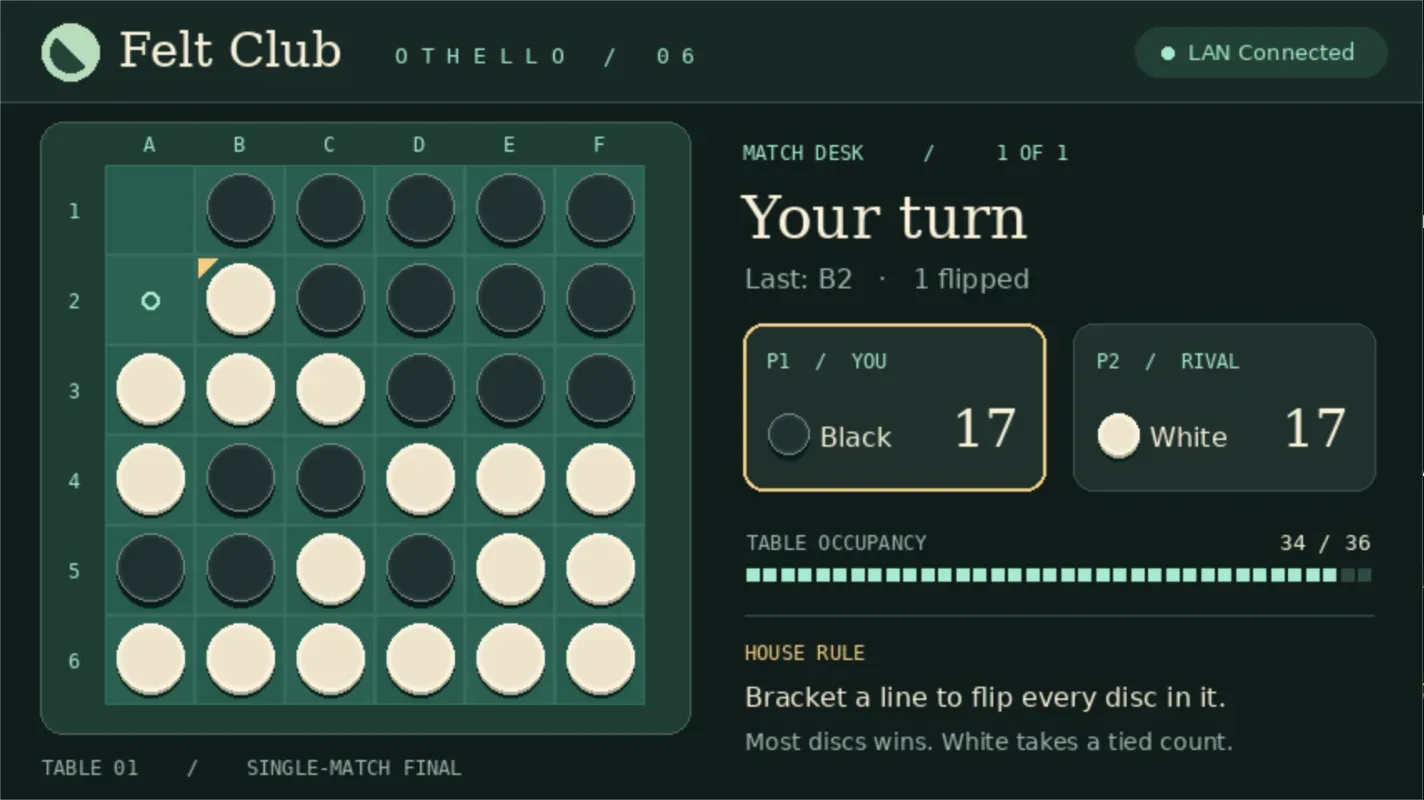 Felt Club OTHELLO / 06 LAN Connected
A B C D E F
1
2
3
4
5
6
TABLE 01 / SINGLE-MATCH FINAL
MATCH DESK / 1 OF 1
Your turn
Last: B2 · 1 flipped
P1 / YOU
Black 17
P2 / RIVAL
White 17
TABLE OCCUPANCY 34 / 36
HOUSE RULE
Bracket a line to flip every disc in it.
Most discs wins. White takes a tied count.